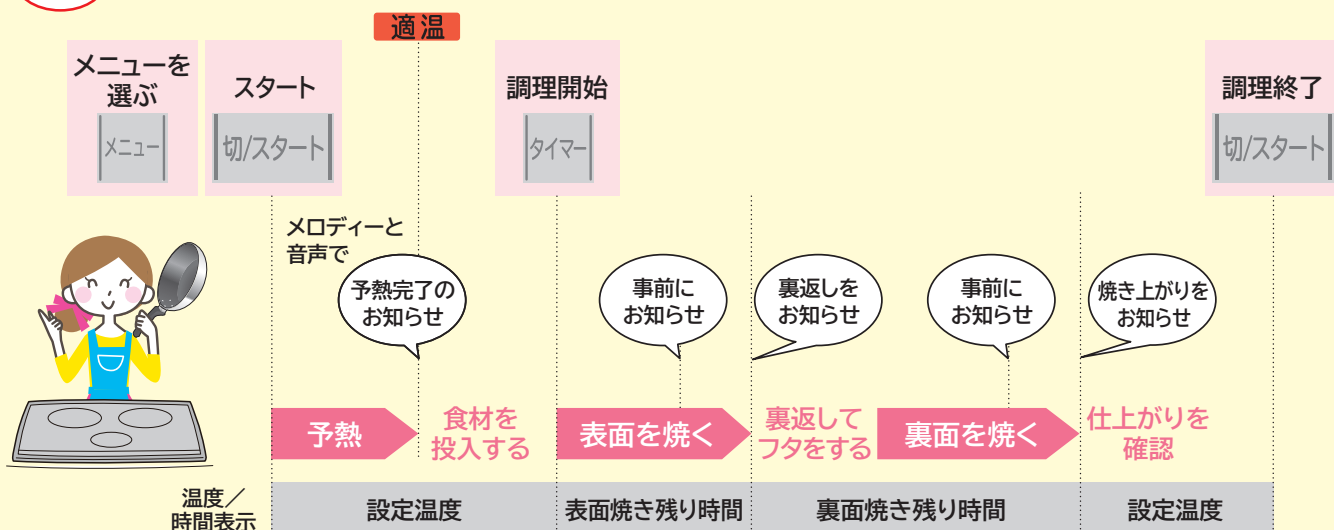 適温
メニューを
選ぶ
メニュー
スタート
切/スタート
調理開始
タイマー
調理終了
切/スタート
メロディーと
音声で
予熱完了の
お知らせ
事前に
お知らせ
裏返しを
お知らせ
事前に
お知らせ
焼き上がりを
お知らせ
予熱
食材を
投入する
表面を焼く
裏返して
フタをする
裏面を焼く
仕上がりを
確認
温度／
時間表示
設定温度
表面焼き残り時間
裏面焼き残り時間
設定温度